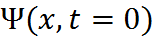 Ψ(x, t = 0)